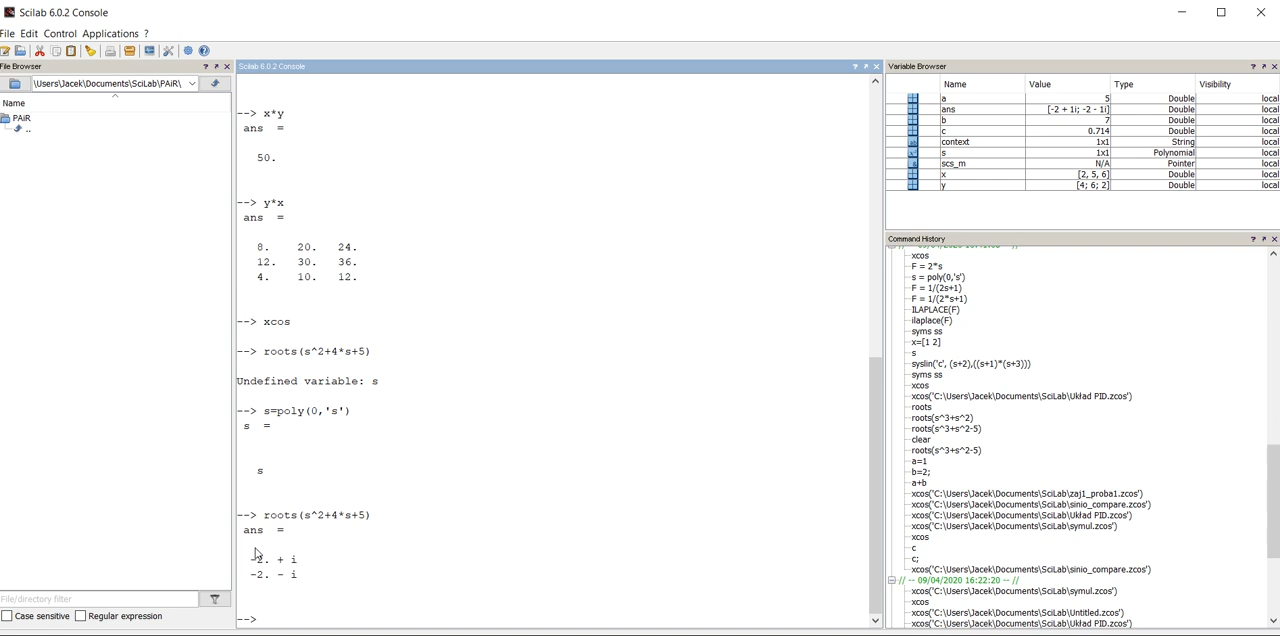 Scilab 6.0.2 Console
File Edit Control Applications ?
File Browser
\Users\Jacek\Documents\SciLab\PAiR\
Name
PAiR
..
File/directory filter
Case sensitive Regular expression
Scilab 6.0.2 Console
--> x*y
ans =
50.
--> y*x
ans =
8. 20. 24.
12. 30. 36.
4. 10. 12.
--> xcos
--> roots(s^2+4*s+5)
Undefined variable: s
--> s=poly(0,'s')
s =
s
--> roots(s^2+4*s+5)
ans =
-2. + i
-2. - i
-->
Variable Browser
Name Value Type Visibility
a 5 Double local
ans [-2 + 1i; -2 - 1i] Double local
b 7 Double local
c 0.714 Double local
context 1x1 String local
s 1x1 Polynomial local
scs_m N/A Pointer local
x [2, 5, 6] Double local
y [4; 6; 2] Double local
Command History
xcos
F = 2*s
s = poly(0,'s')
F = 1/(2s+1)
F = 1/(2*s+1)
ILAPLACE(F)
ilaplace(F)
syms ss
x=[1 2]
s
syslin('c', (s+2),((s+1)*(s+3)))
syms ss
xcos
xcos('C:\Users\Jacek\Documents\SciLab\Układ PID.zcos')
roots
roots(s^3+s^2)
roots(s^3+s^2-5)
clear
roots(s^3+s^2-5)
a=1
b=2;
a+b
xcos('C:\Users\Jacek\Documents\SciLab\zaj1_proba1.zcos')
xcos('C:\Users\Jacek\Documents\SciLab\sinio_compare.zcos')
xcos('C:\Users\Jacek\Documents\SciLab\Układ PID.zcos')
xcos('C:\Users\Jacek\Documents\SciLab\symul.zcos')
xcos
c
c;
xcos('C:\Users\Jacek\Documents\SciLab\sinio_compare.zcos')
// -- 09/04/2020 16:22:20 -- //
xcos('C:\Users\Jacek\Documents\SciLab\symul.zcos')
xcos
xcos('C:\Users\Jacek\Documents\SciLab\Untitled.zcos')
xcos('C:\Users\Jacek\Documents\SciLab\Układ PID.zcos')